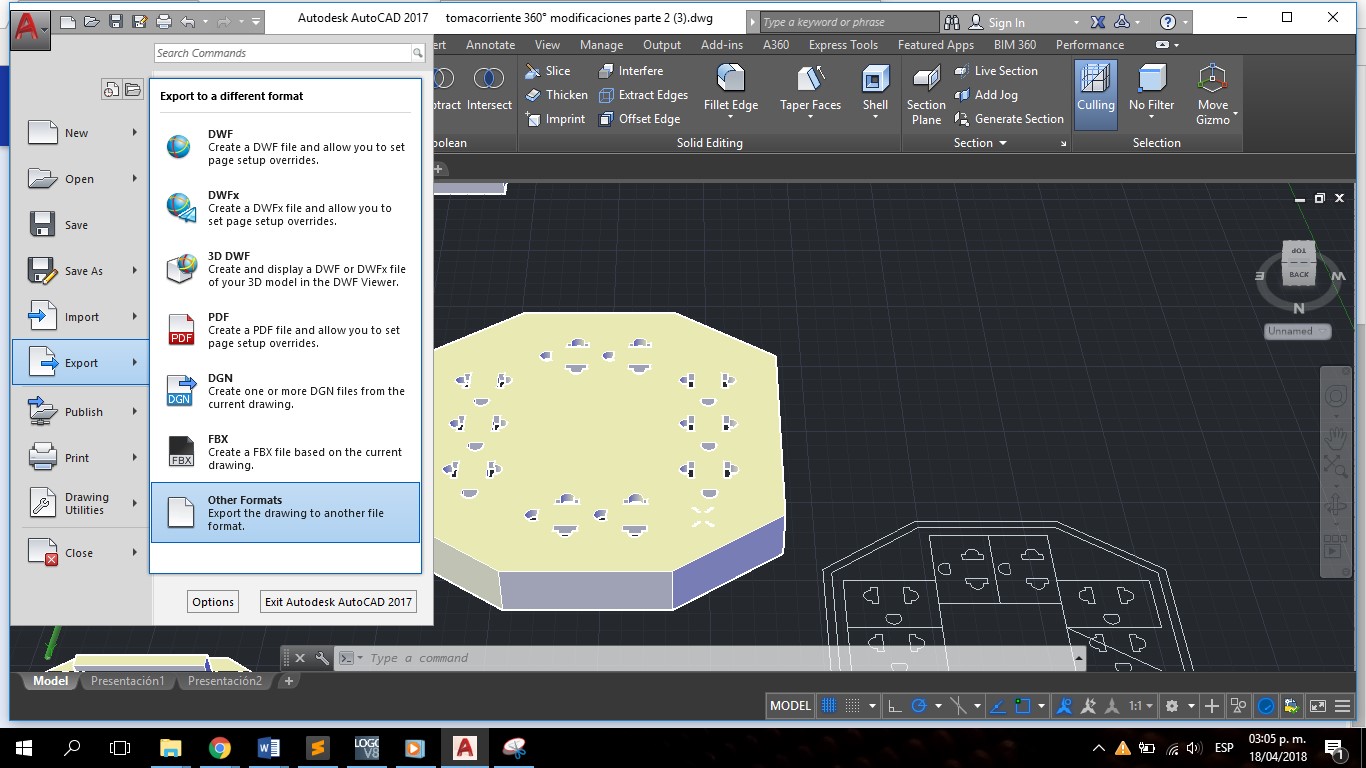 Autodesk AutoCAD 2017 tomacorriente 360° modificaciones parte 2 (3).dwg
Type a keyword or phrase
Sign In
Search Commands
ert Annotate View Manage Output Add-ins A360 Express Tools Featured Apps BIM 360 Performance
Export to a different format
DWF
Create a DWF file and allow you to set
page setup overrides.
DWFx
Create a DWFx file and allow you to
set page setup overrides.
3D DWF
Create and display a DWF or DWFx file
of your 3D model in the DWF Viewer.
PDF
Create a PDF file and allow you to set
page setup overrides.
DGN
Create one or more DGN files from the
current drawing.
FBX
Create a FBX file based on the current
drawing.
Other Formats
Export the drawing to another file
format.
New
Open
Save
Save As
Import
Export
Publish
Print
Drawing
Utilities
Close
Options
Exit Autodesk AutoCAD 2017
PDF
DGN
FBX
tract Intersect
Slice
Thicken
Imprint
Interfere
Extract Edges
Offset Edge
Fillet Edge
Taper Faces
Shell
Section
Plane
Live Section
Add Jog
Generate Section
Culling
No Filter
Move
Gizmo
oolean
Solid Editing
Section
Selection
TOP
BACK
E
W
N
Unnamed
Type a command
Model
Presentación1
Presentación2
MODEL
1:1
LOGO
V8
ESP
03:05 p. m.
18/04/2018
1